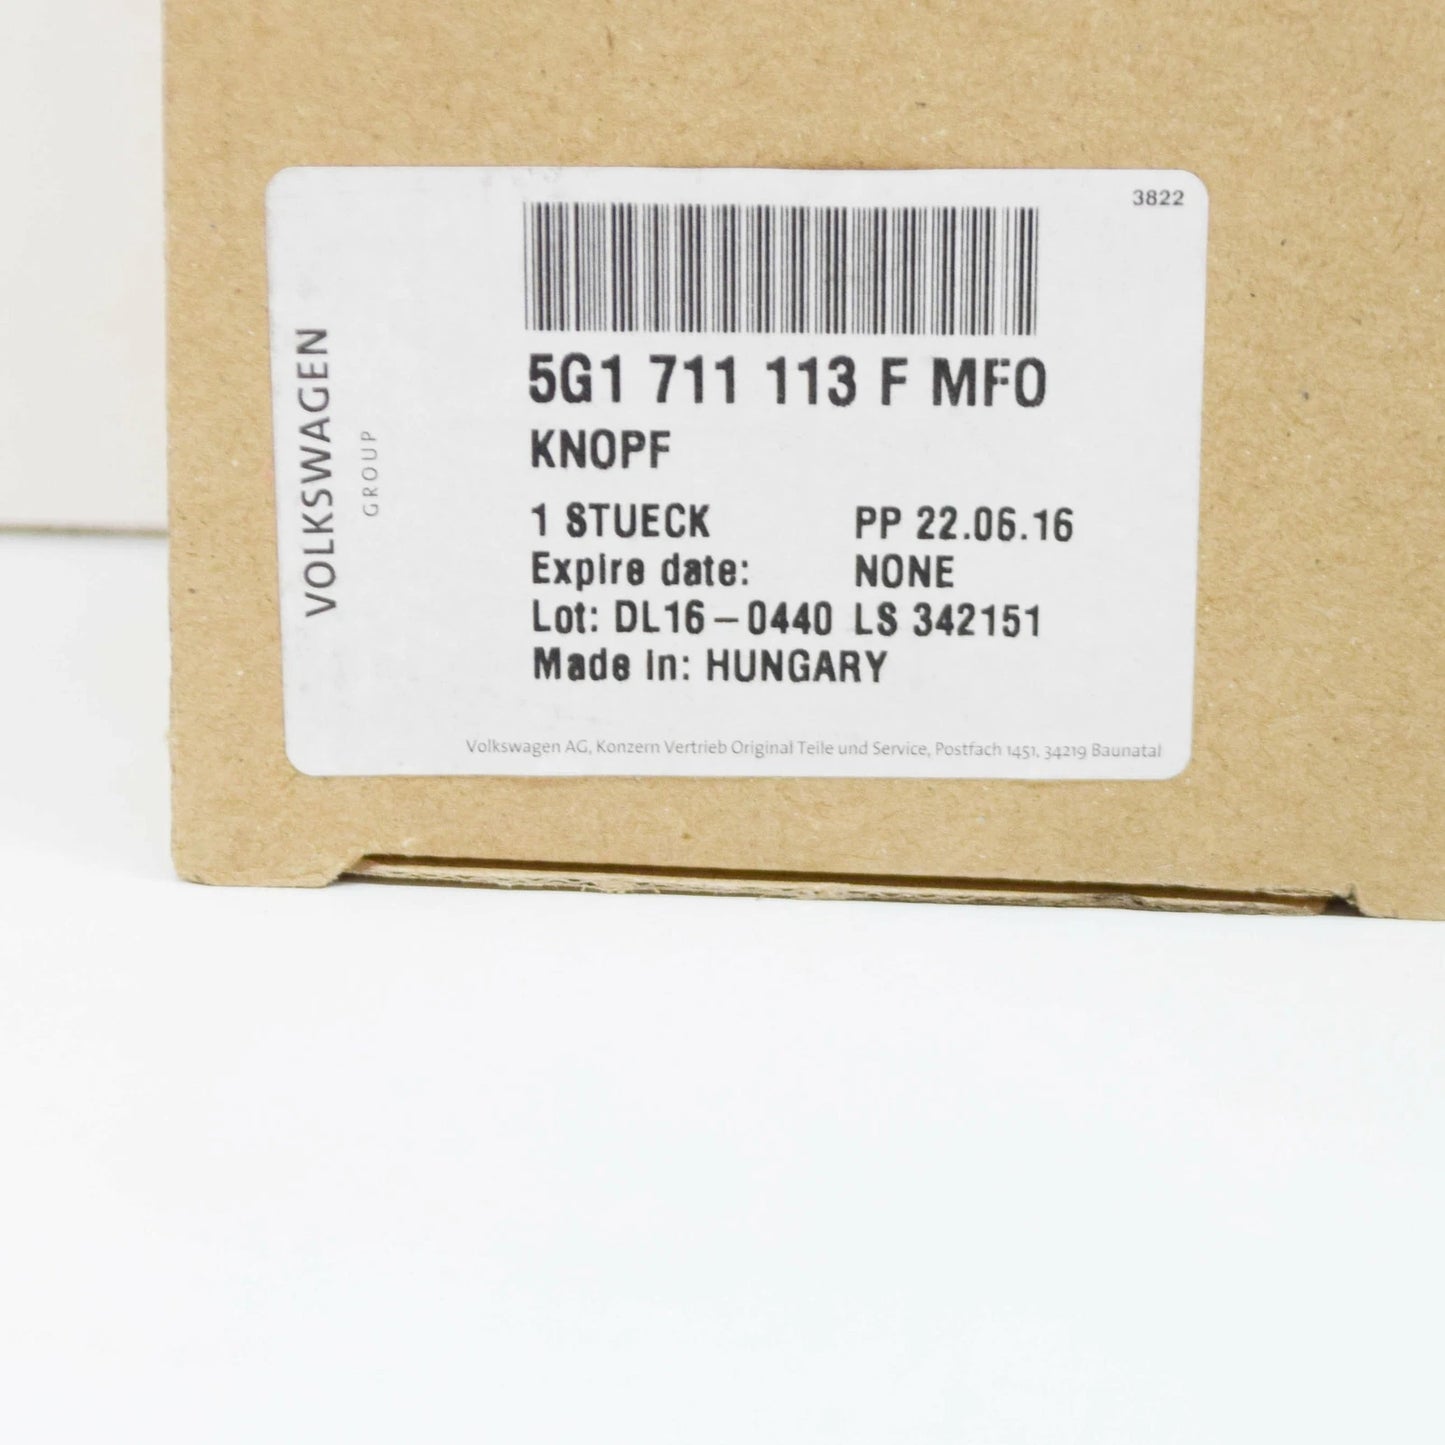 3822
5G1 711 113 F MFO
KNOPF
1 STUECK PP 22.06.16
Expire date: NONE
Lot: DL16-0440 LS 342151
Made in: HUNGARY
VOLKSWAGEN
GROUP
Volkswagen AG, Konzern Vertrieb Original Teile und Service, Postfach 1451, 34219 Baunatal